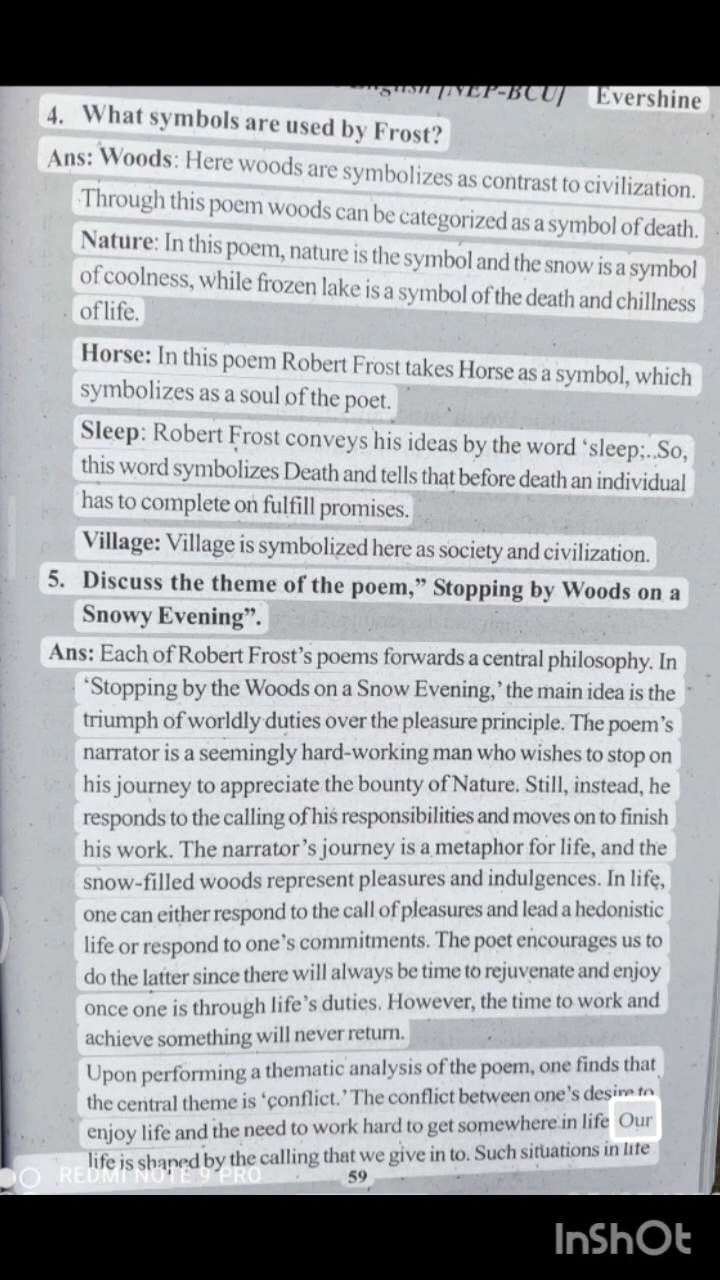 English [NEP-BCU] Evershine
4. What symbols are used by Frost?
Ans: Woods: Here woods are symbolizes as contrast to civilization.
Through this poem woods can be categorized as a symbol of death.
Nature: In this poem, nature is the symbol and the snow is a symbol
of coolness, while frozen lake is a symbol of the death and chillness
of life.
Horse: In this poem Robert Frost takes Horse as a symbol, which
symbolizes as a soul of the poet.
Sleep: Robert Frost conveys his ideas by the word ‘sleep;..So,
this word symbolizes Death and tells that before death an individual
has to complete on fulfill promises.
Village: Village is symbolized here as society and civilization.
5. Discuss the theme of the poem,” Stopping by Woods on a
Snowy Evening”.
Ans: Each of Robert Frost’s poems forwards a central philosophy. In
‘Stopping by the Woods on a Snow Evening,’ the main idea is the
triumph of worldly duties over the pleasure principle. The poem’s
narrator is a seemingly hard-working man who wishes to stop on
his journey to appreciate the bounty of Nature. Still, instead, he
responds to the calling of his responsibilities and moves on to finish
his work. The narrator’s journey is a metaphor for life, and the
snow-filled woods represent pleasures and indulgences. In life,
one can either respond to the call of pleasures and lead a hedonistic
life or respond to one’s commitments. The poet encourages us to
do the latter since there will always be time to rejuvenate and enjoy
once one is through life’s duties. However, the time to work and
achieve something will never return.
Upon performing a thematic analysis of the poem, one finds that
the central theme is ‘conflict.’ The conflict between one’s desire to
enjoy life and the need to work hard to get somewhere in life Our
life is shaped by the calling that we give in to. Such situations in life
REDMI NOTE 9 PRO
59
InShOt